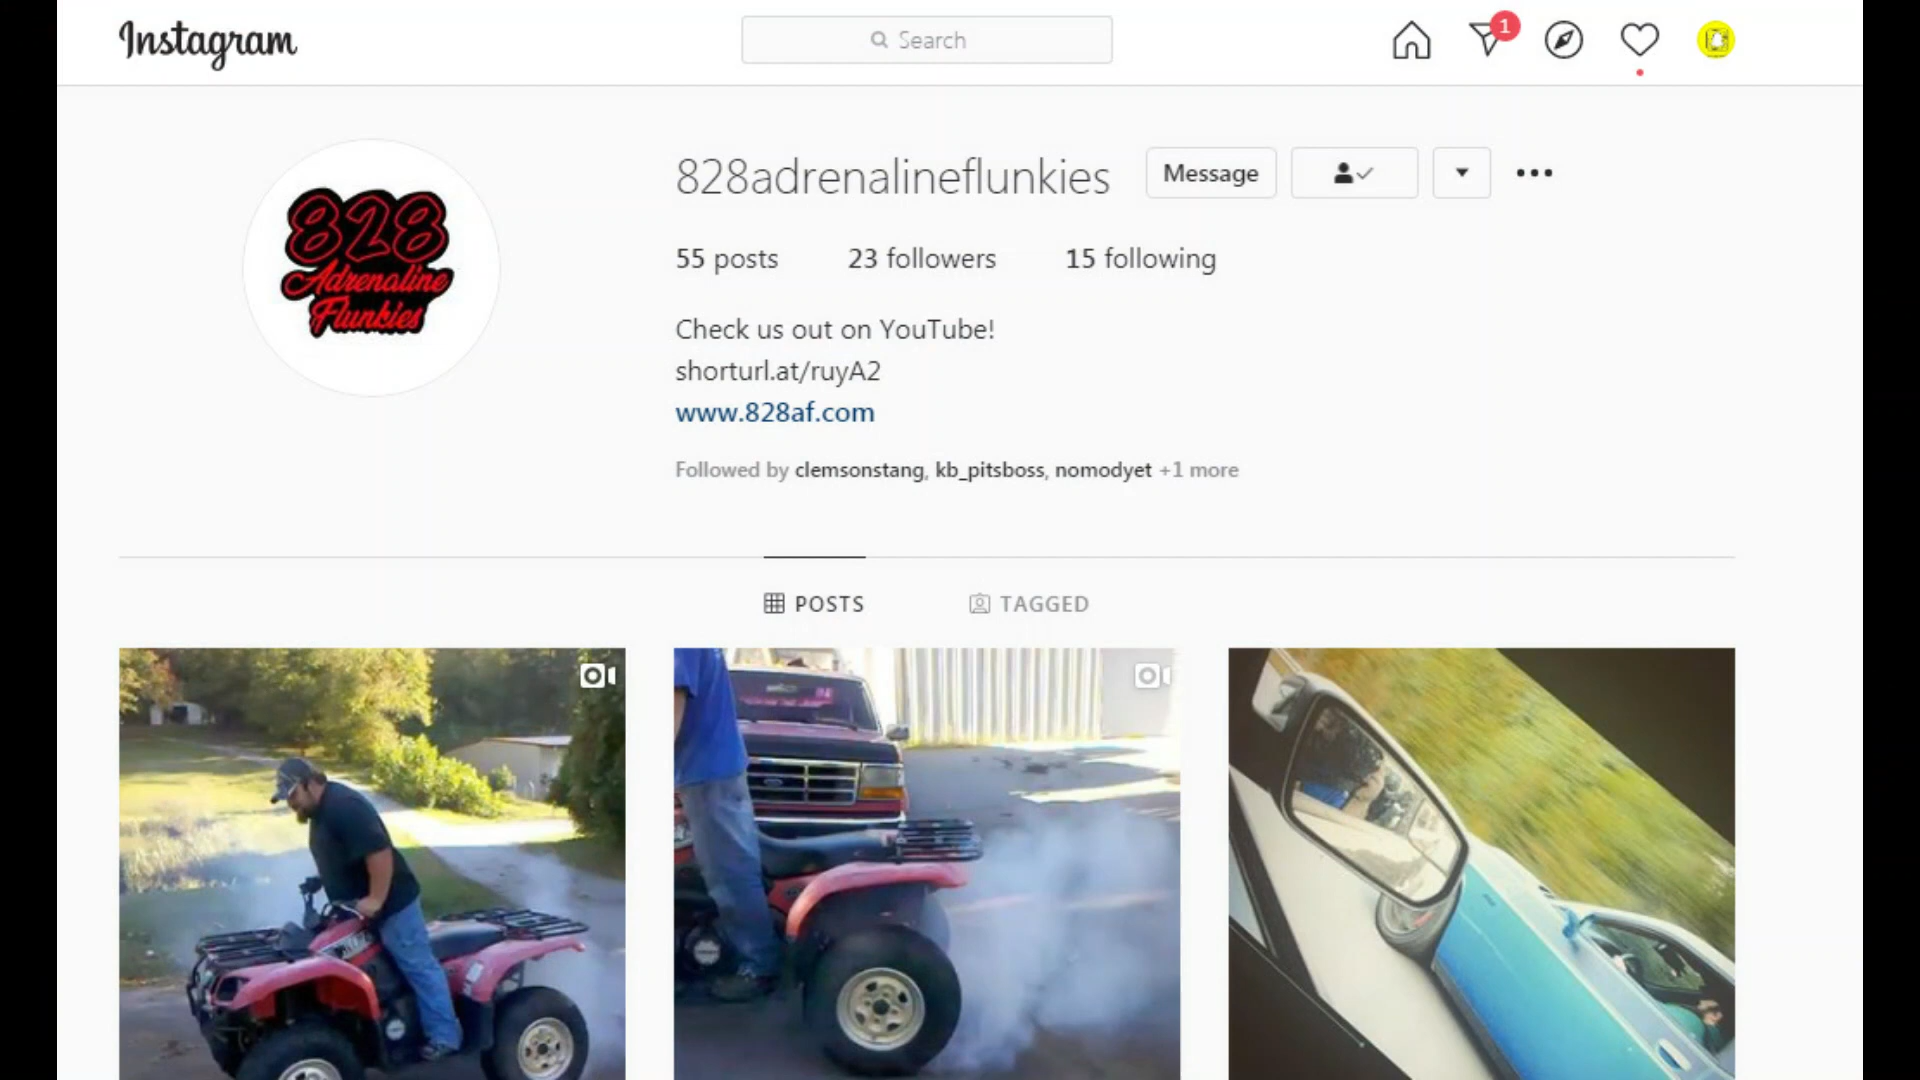 Instagram
Search
1
828adrenalineflunkies
Message
828
Adrenaline
Flunkies
55 posts
23 followers
15 following
Check us out on YouTube!
shorturl.at/ruyA2
www.828af.com
Followed by clemsonstang, kb_pitsboss, nomodyet +1 more
POSTS
TAGGED